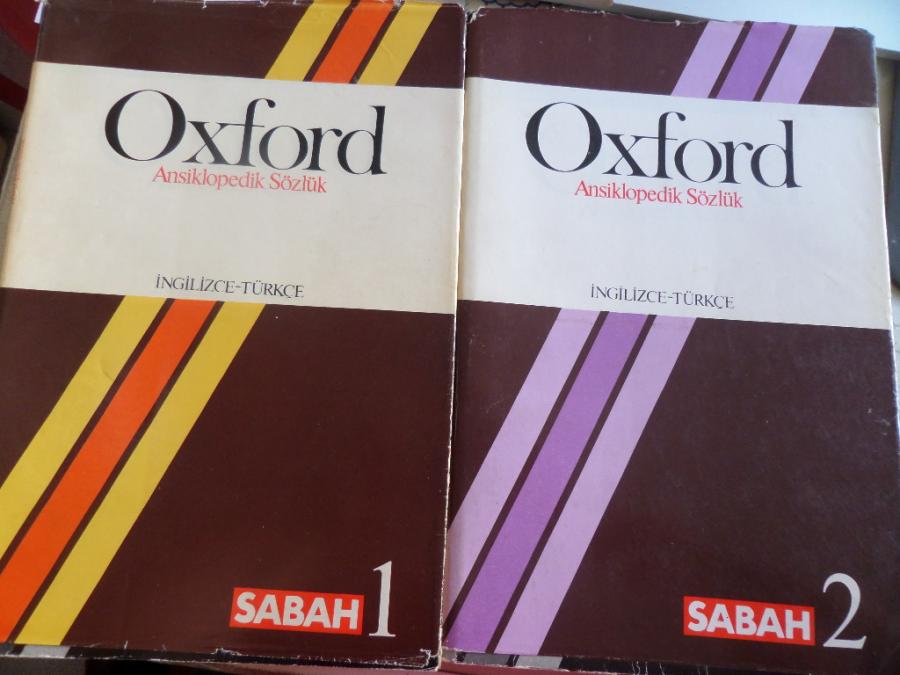 Oxford
Ansiklopedik Sözlük
İNGİLİZCE-TÜRKÇE
SABAH 1
Oxford
Ansiklopedik Sözlük
İNGİLİZCE-TÜRKÇE
SABAH 2